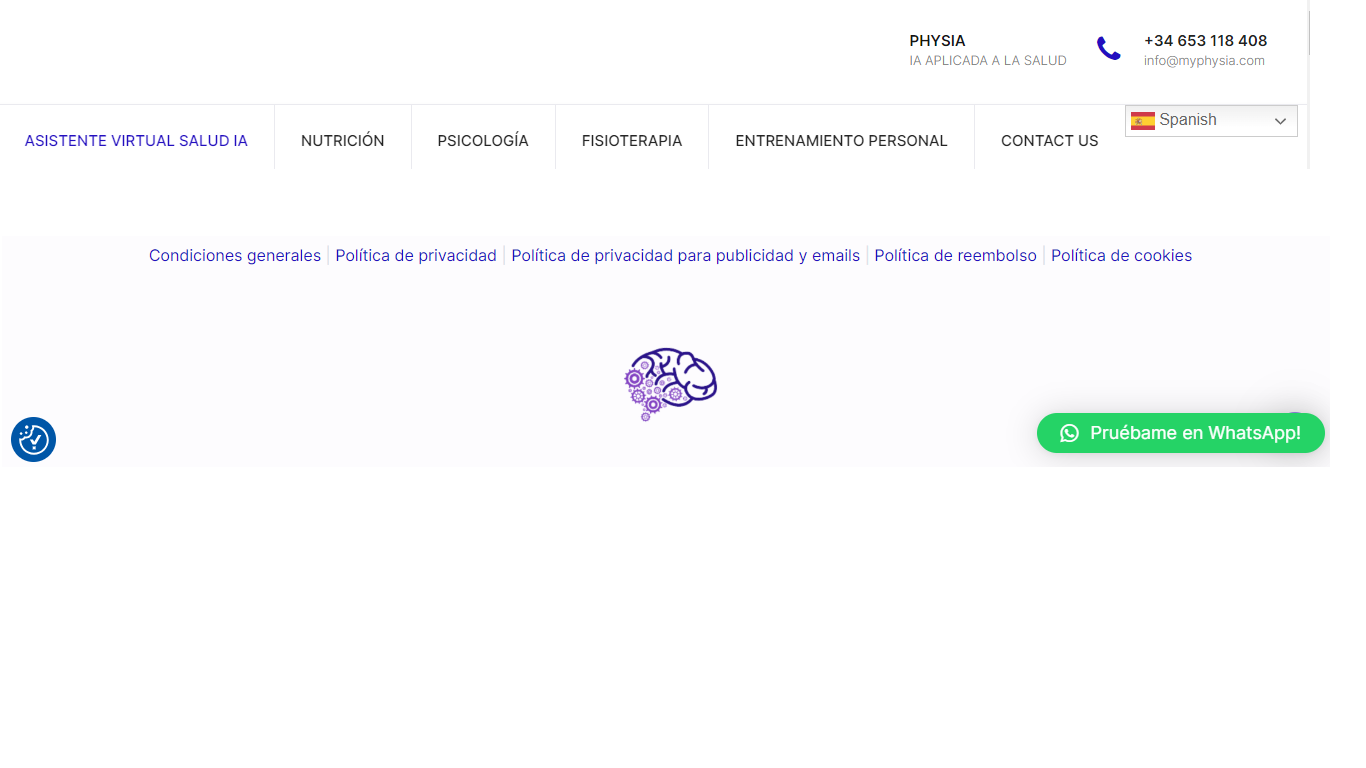 PHYSIA
IA APLICADA A LA SALUD
+34 653 118 408
info@myphysia.com
ASISTENTE VIRTUAL SALUD IA
NUTRICIÓN
PSICOLOGÍA
FISIOTERAPIA
ENTRENAMIENTO PERSONAL
CONTACT US
Spanish
Condiciones generales | Política de privacidad | Política de privacidad para publicidad y emails | Política de reembolso | Política de cookies
Pruébame en WhatsApp!